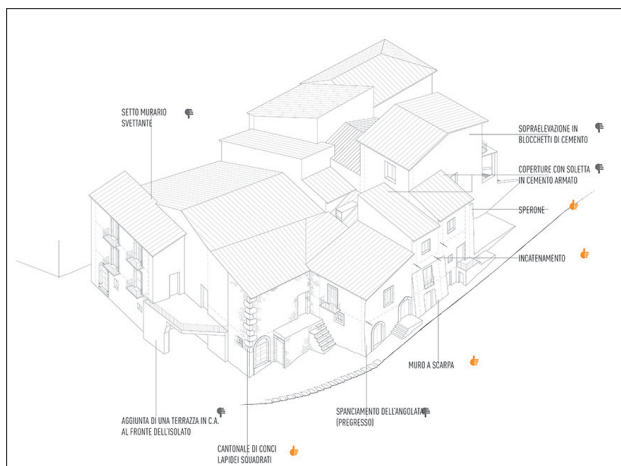 SETTO MURARIO
SVETTANTE
SOPRAELEVAZIONE IN
BLOCCHETTI DI CEMENTO
COPERTURE CON SOLETTA
IN CEMENTO ARMATO
SPERONE
INCATENAMENTO
MURO A SCARPA
SPANCIAMENTO DELL'ANGOLATA
(PREGRESSO)
AGGIUNTA DI UNA TERRAZZA IN C.A.
AL FRONTE DELL'ISOLATO
CANTONALE DI CONCI
LAPIDEI SQUADRATI